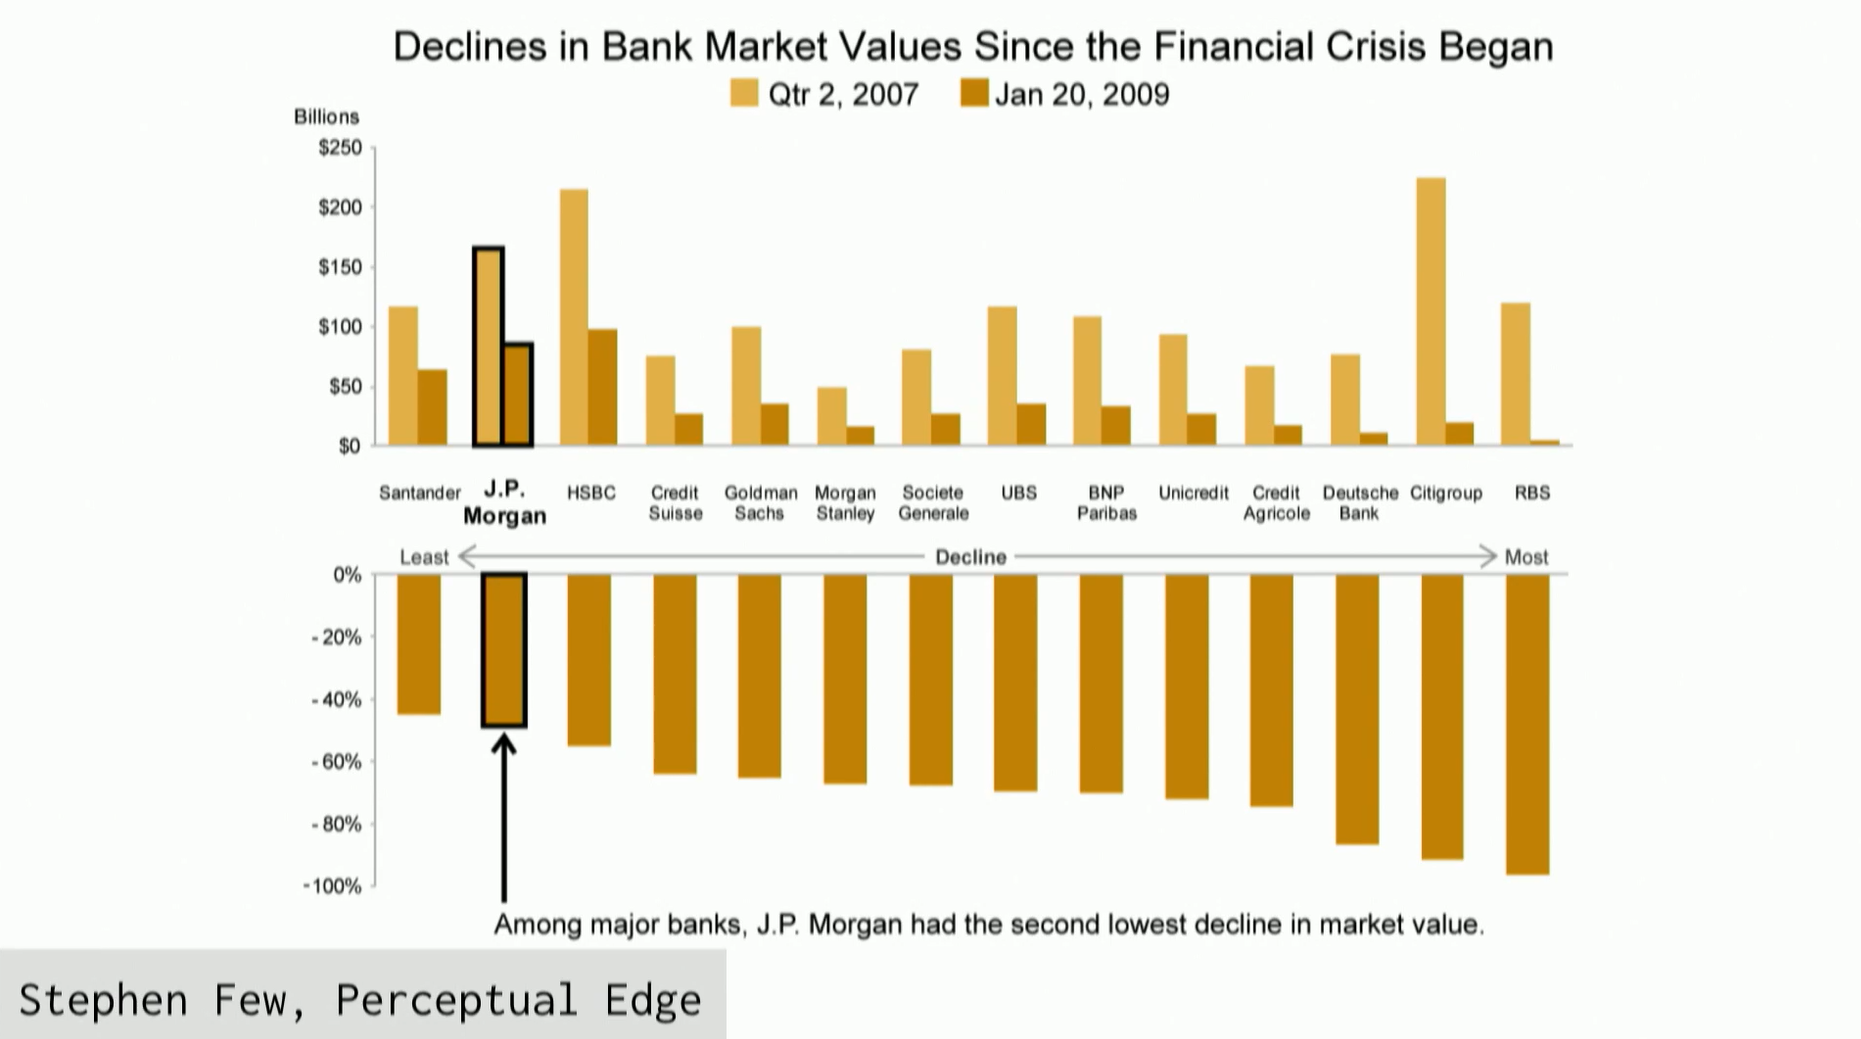 Declines in Bank Market Values Since the Financial Crisis Began
Qtr 2, 2007 Jan 20, 2009
Billions
$250
$200
$150
$100
$50
$0
Santander J.P. Morgan HSBC Credit Suisse Goldman Sachs Morgan Stanley Societe Generale UBS BNP Paribas Unicredit Credit Agricole Deutsche Bank Citigroup RBS
Least Decline Most
0%
-20%
-40%
-60%
-80%
-100%
Among major banks, J.P. Morgan had the second lowest decline in market value.
Stephen Few, Perceptual Edge